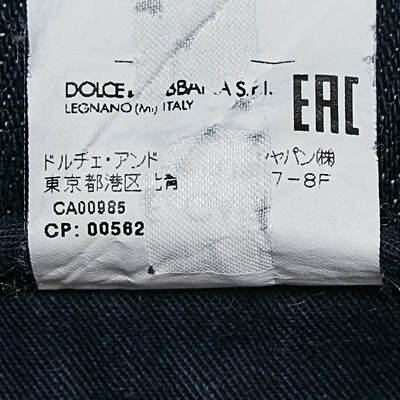 DOLCE BBANA S.r.l.
LEGNANO (MI) ITALY
EAC
ドルチェ・アンド ャパン㈱
東京都港区北 7-8F
CA00985
CP: 00562